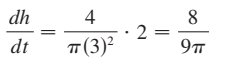 dh/dt = 4/π(3)² · 2 = 8/9π